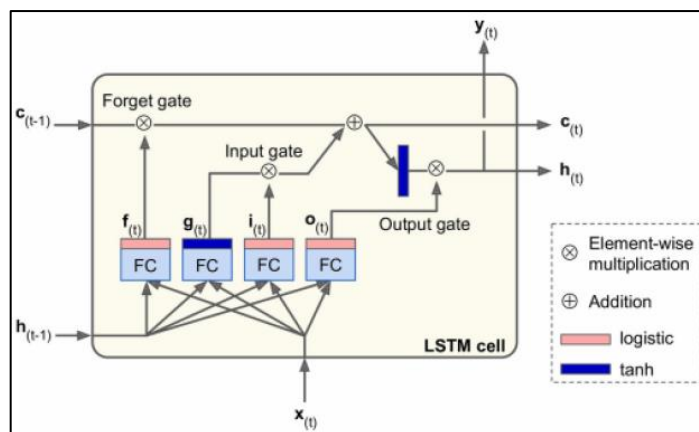 y(t)
Forget gate
c(t-1)
c(t)
Input gate
h(t)
f(t)
g(t)
i(t)
o(t)
Output gate
FC
FC
FC
FC
h(t-1)
LSTM cell
x(t)
Element-wise
multiplication
Addition
logistic
tanh